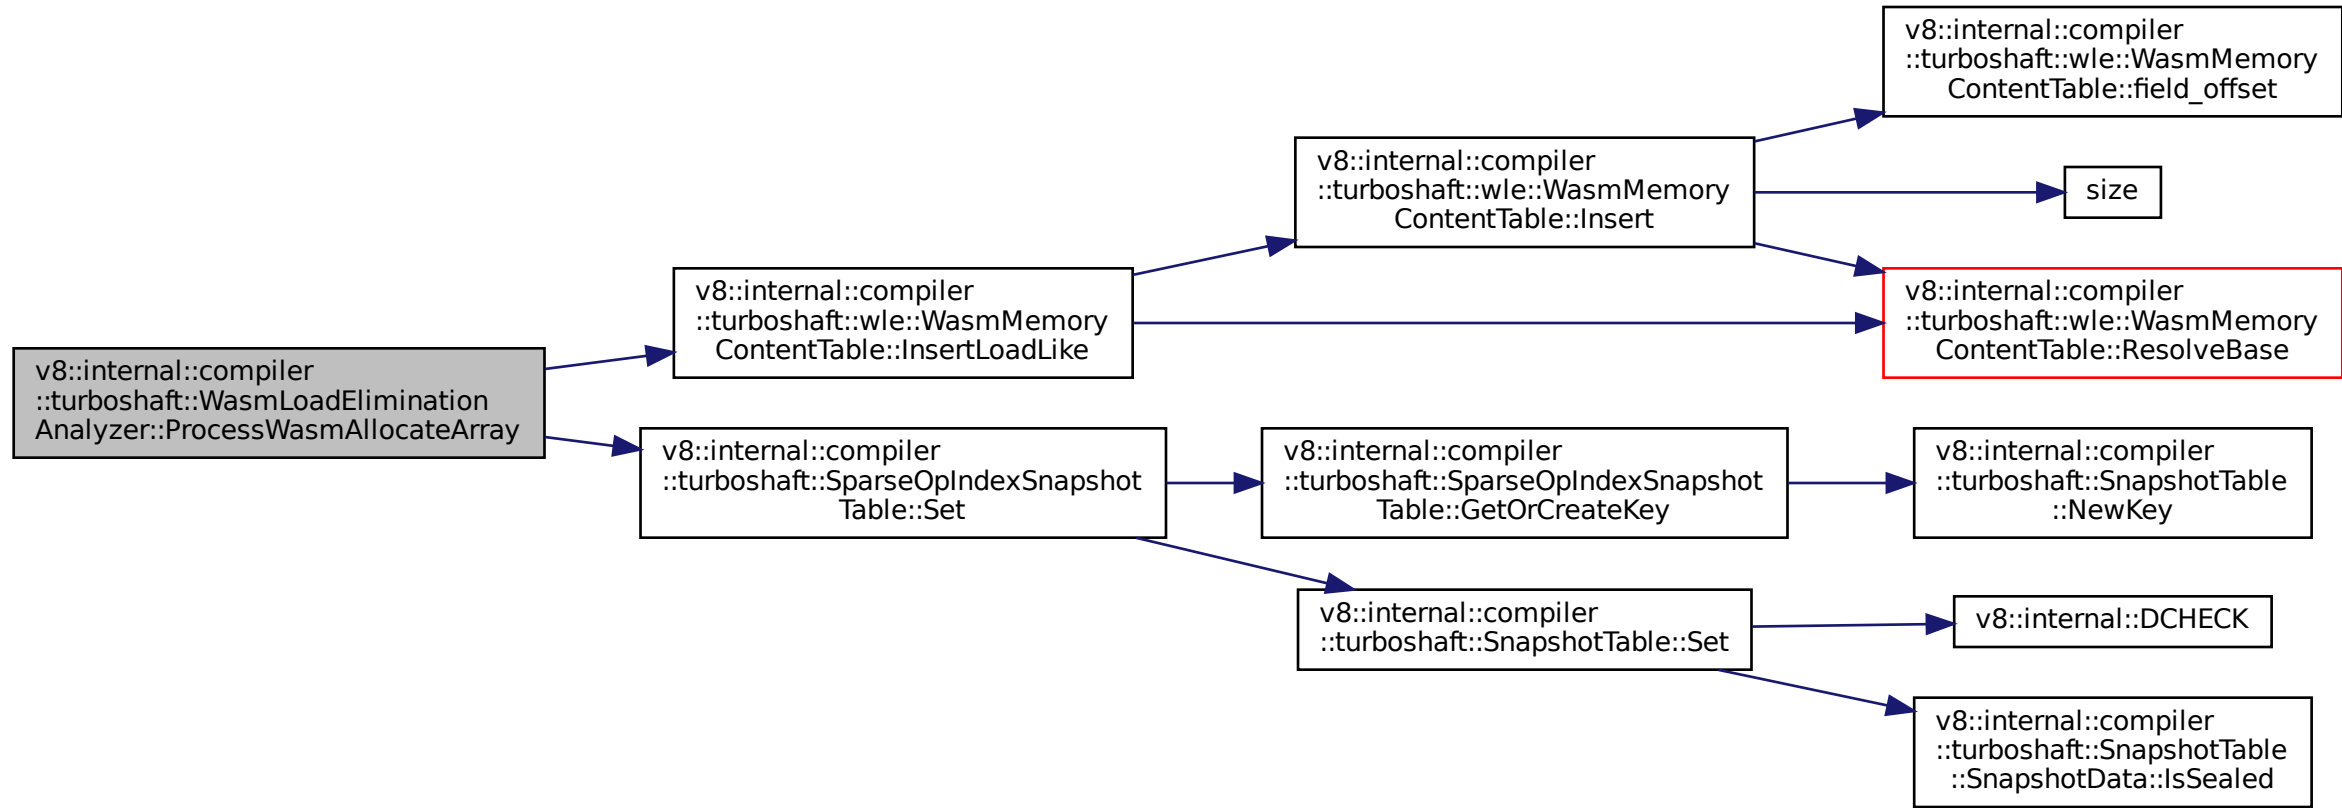 v8::internal::compiler
::turboshaft::WasmLoadElimination
Analyzer::ProcessWasmAllocateArray
v8::internal::compiler
::turboshaft::wle::WasmMemory
ContentTable::InsertLoadLike
v8::internal::compiler
::turboshaft::wle::WasmMemory
ContentTable::Insert
v8::internal::compiler
::turboshaft::wle::WasmMemory
ContentTable::field_offset
size
v8::internal::compiler
::turboshaft::wle::WasmMemory
ContentTable::ResolveBase
v8::internal::compiler
::turboshaft::SparseOpIndexSnapshot
Table::Set
v8::internal::compiler
::turboshaft::SparseOpIndexSnapshot
Table::GetOrCreateKey
v8::internal::compiler
::turboshaft::SnapshotTable
::NewKey
v8::internal::compiler
::turboshaft::SnapshotTable::Set
v8::internal::DCHECK
v8::internal::compiler
::turboshaft::SnapshotTable
::SnapshotData::IsSealed